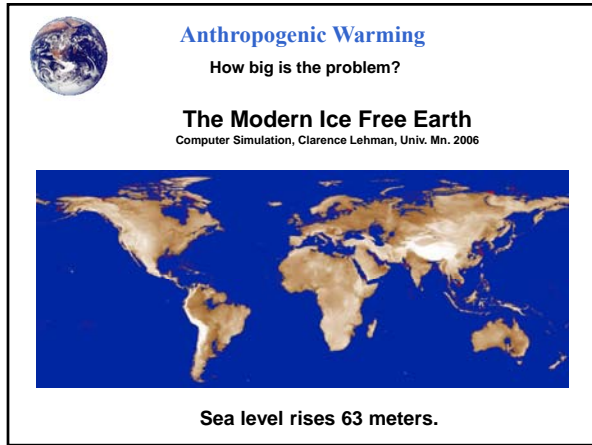 Anthropogenic Warming
How big is the problem?
The Modern Ice Free Earth
Computer Simulation, Clarence Lehman, Univ. Mn. 2006
Sea level rises 63 meters.